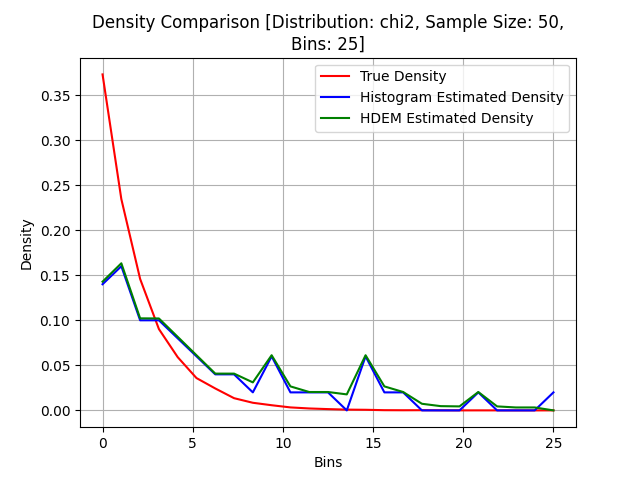 Density Comparison [Distribution: chi2, Sample Size: 50,
Bins: 25]
True Density
Histogram Estimated Density
HDEM Estimated Density
Density
0.35
0.30
0.25
0.20
0.15
0.10
0.05
0.00
0 5 10 15 20 25
Bins